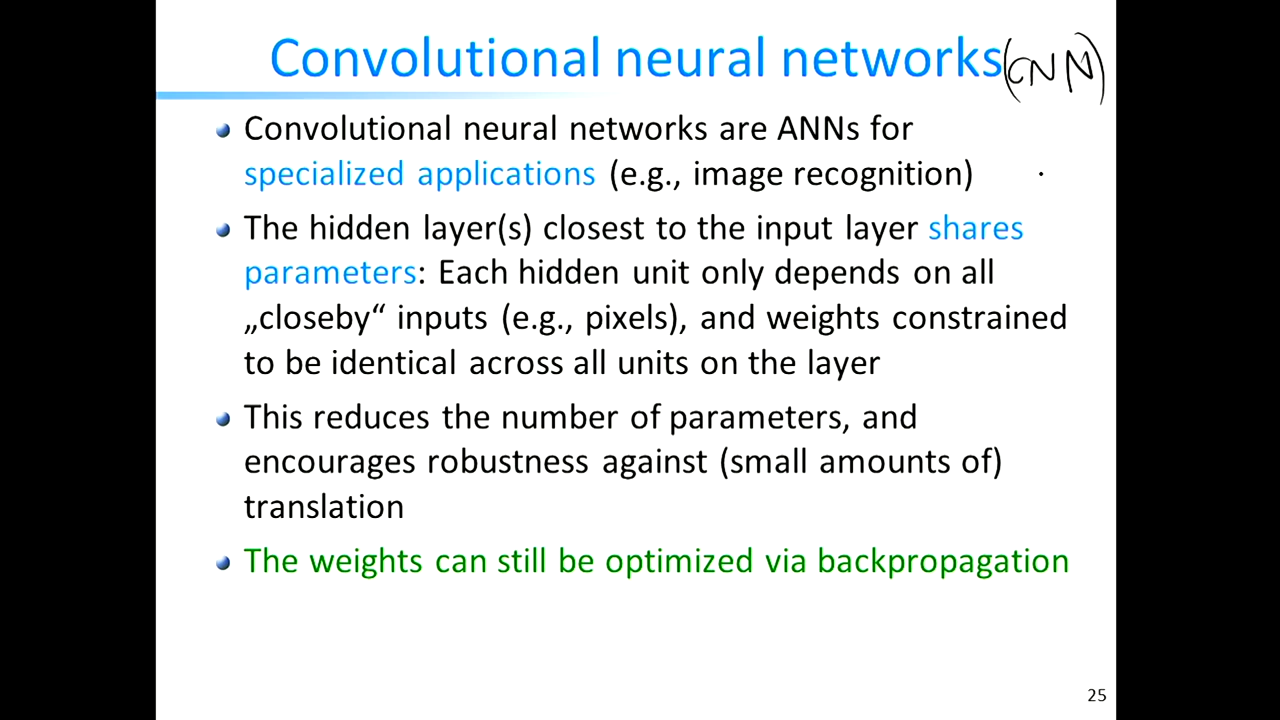 Convolutional neural networks (CNN)
Convolutional neural networks are ANNs for
specialized applications (e.g., image recognition)
The hidden layer(s) closest to the input layer shares
parameters: Each hidden unit only depends on all
„closeby“ inputs (e.g., pixels), and weights constrained
to be identical across all units on the layer
This reduces the number of parameters, and
encourages robustness against (small amounts of)
translation
The weights can still be optimized via backpropagation
25